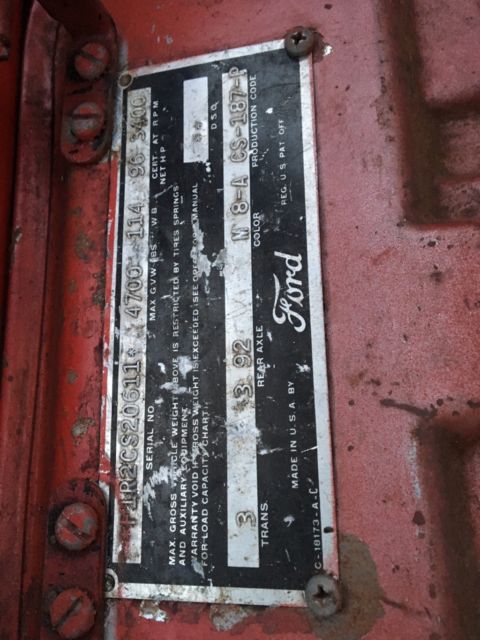 F1R2CS20611* 4700 114 96 3400
SERIAL NO. MAX. G.V.W. LBS. W.B. CERT. NET H.P. AT R.P.M.
MAX. GROSS VEHICLE WEIGHT ABOVE IS RESTRICTED BY TIRES SPRINGS
AND AUXILIARY EQUIPMENT.
WARRANTY VOID IF GROSS WEIGHT IS EXCEEDED (SEE OPERATOR'S MANUAL
FOR LOAD CAPACITY CHART.
D.S.O.
3 3 92 M 8-A CS-187-P
TRANS. REAR AXLE COLOR PRODUCTION CODE
MADE IN U.S.A. BY Ford REG. U.S. PAT. OFF.
C-18173-A-C